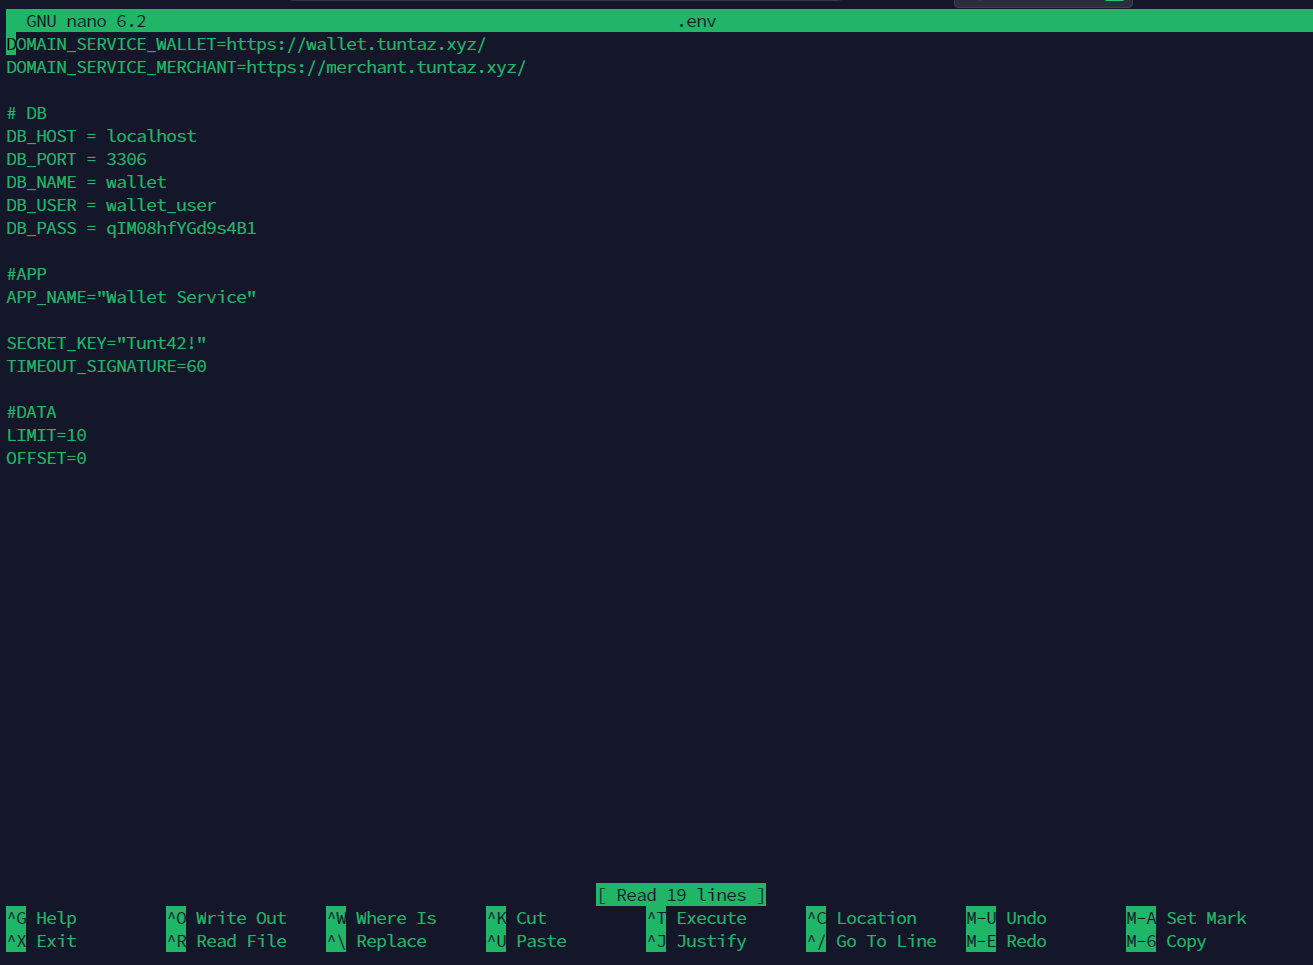 GNU nano 6.2 .env
DOMAIN_SERVICE_WALLET=https://wallet.tuntaz.xyz/
DOMAIN_SERVICE_MERCHANT=https://merchant.tuntaz.xyz/
# DB
DB_HOST = localhost
DB_PORT = 3306
DB_NAME = wallet
DB_USER = wallet_user
DB_PASS = qIM08hfYGd9s4B1
#APP
APP_NAME="Wallet Service"
SECRET_KEY="Tunt42!"
TIMEOUT_SIGNATURE=60
#DATA
LIMIT=10
OFFSET=0
[ Read 19 lines ]
^G Help ^O Write Out ^W Where Is ^K Cut ^T Execute ^C Location M-U Undo M-A Set Mark
^X Exit ^R Read File ^\ Replace ^U Paste ^J Justify ^/ Go To Line M-E Redo M-6 Copy